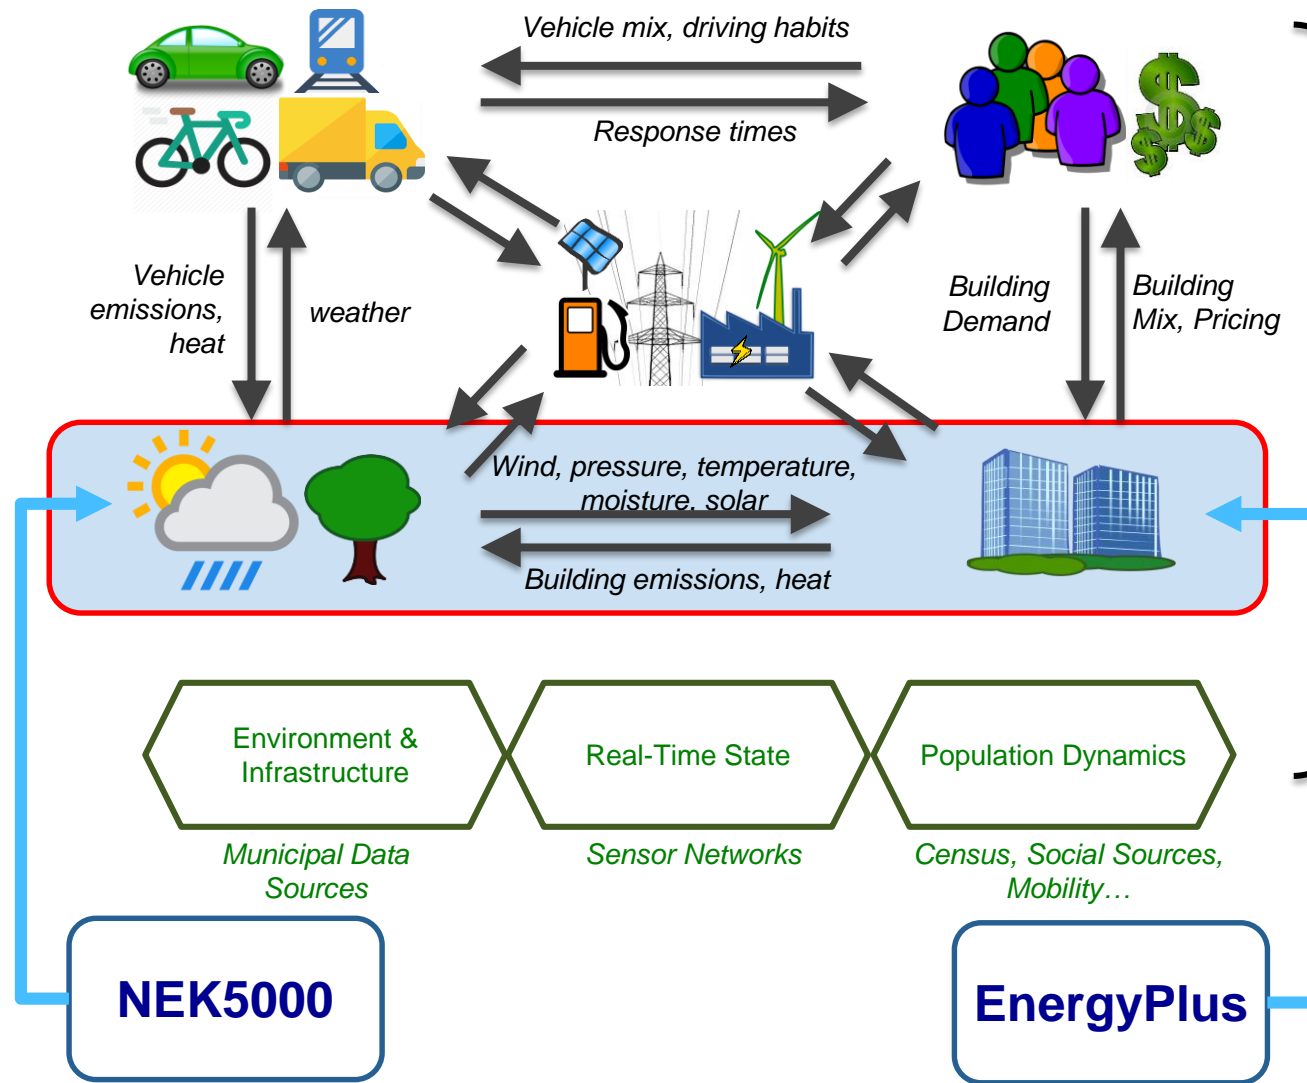 Vehicle mix, driving habits
Response times
Vehicle
emissions,
heat
weather
Building
Demand
Building
Mix, Pricing
Wind, pressure, temperature,
moisture, solar
Building emissions, heat
Environment &
Infrastructure
Real-Time State
Population Dynamics
Municipal Data
Sources
Sensor Networks
Census, Social Sources,
Mobility…
NEK5000
EnergyPlus